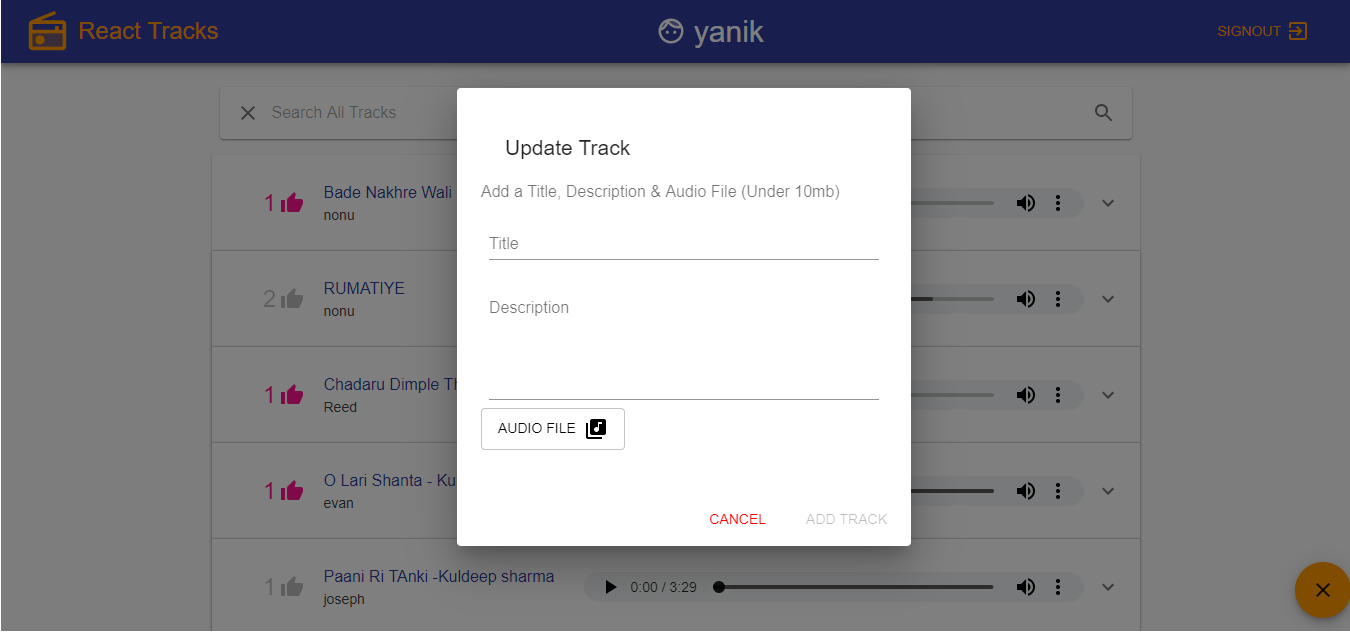 React Tracks
yanik
SIGNOUT
Search All Tracks
Update Track
Add a Title, Description & Audio File (Under 10mb)
Title
Description
AUDIO FILE
CANCEL
ADD TRACK
1
Bade Nakhre Wali
nonu
2
RUMATIYE
nonu
1
Chadaru Dimple Th
Reed
1
O Lari Shanta - Ku
evan
1
Paani Ri TAnki -Kuldeep sharma
joseph
0:00 / 3:29